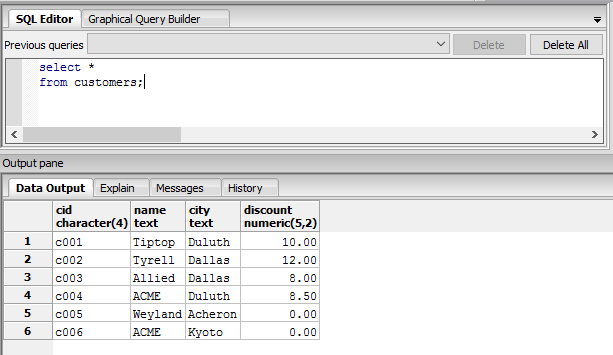 SQL Editor Graphical Query Builder
Previous queries Delete Delete All
select *
from customers;
Output pane
Data Output Explain Messages History
cid name city discount
character(4) text text numeric(5,2)
1 c001 Tiptop Duluth 10.00
2 c002 Tyrell Dallas 12.00
3 c003 Allied Dallas 8.00
4 c004 ACME Duluth 8.50
5 c005 Weyland Acheron 0.00
6 c006 ACME Kyoto 0.00